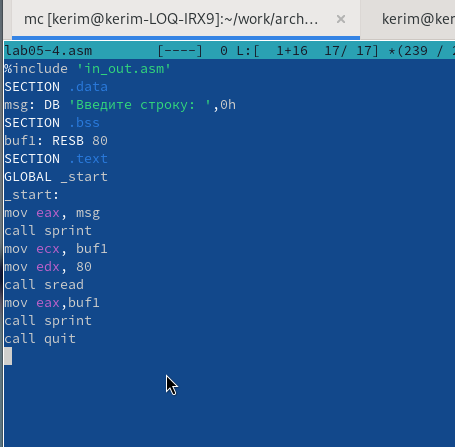 mc [kerim@kerim-LOQ-IRX9]:~/work/arch… × kerim@ker
lab05-4.asm [----] 0 L:[ 1+16 17/ 17] *(239 / 2
%include 'in_out.asm'
SECTION .data
msg: DB 'Введите строку: ',0h
SECTION .bss
buf1: RESB 80
SECTION .text
GLOBAL _start
_start:
mov eax, msg
call sprint
mov ecx, buf1
mov edx, 80
call sread
mov eax,buf1
call sprint
call quit